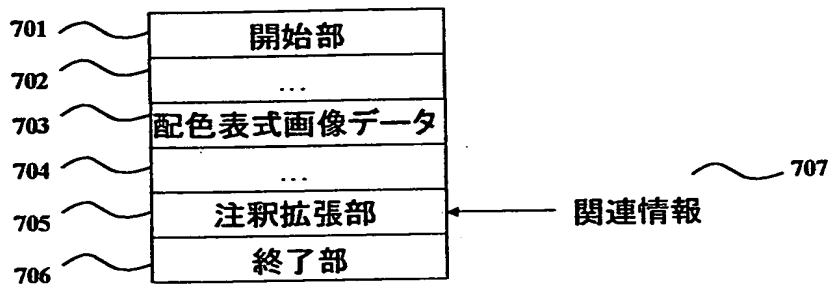 701 開始部
702 ...
703 配色表式画像データ
704 ...
705 注釈拡張部 関連情報 707
706 終了部